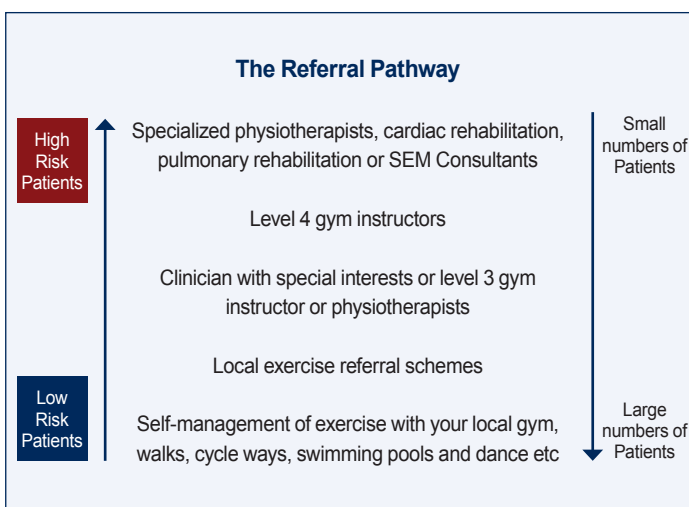 The Referral Pathway
High
Risk
Patients
Specialized physiotherapists, cardiac rehabilitation,
pulmonary rehabilitation or SEM Consultants
Small
numbers of
Patients
Level 4 gym instructors
Clinician with special interests or level 3 gym
instructor or physiotherapists
Local exercise referral schemes
Low
Risk
Patients
Self-management of exercise with your local gym,
walks, cycle ways, swimming pools and dance etc
Large
numbers of
Patients